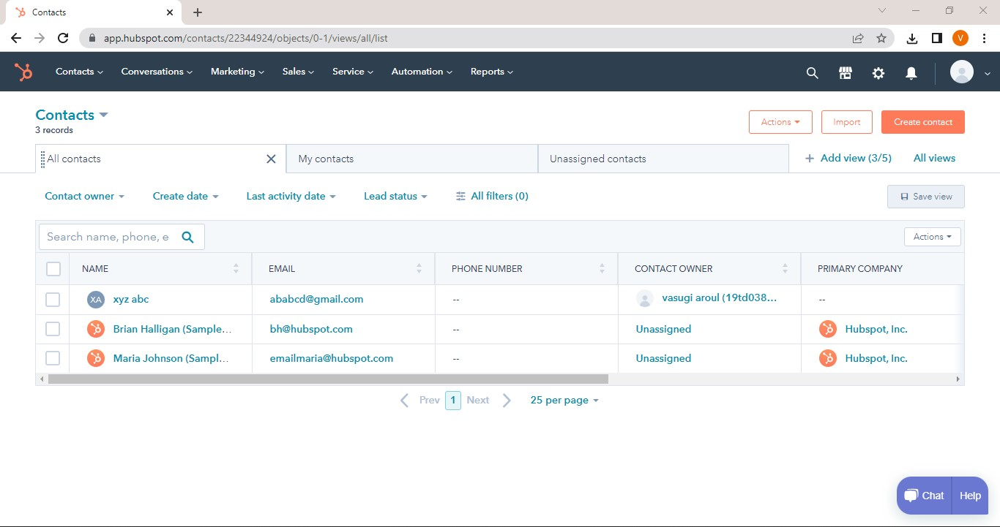 Contacts
app.hubspot.com/contacts/22344924/objects/0-1/views/all/list
V
Contacts Conversations Marketing Sales Service Automation Reports
Contacts
3 records
Actions Import Create contact
All contacts My contacts Unassigned contacts + Add view (3/5) All views
Contact owner Create date Last activity date Lead status All filters (0) Save view
Search name, phone, e Actions
NAME EMAIL PHONE NUMBER CONTACT OWNER PRIMARY COMPANY
XA xyz abc ababcd@gmail.com -- vasugi aroul (19td038... --
Brian Halligan (Sample... bh@hubspot.com -- Unassigned Hubspot, Inc.
Maria Johnson (Sampl... emailmaria@hubspot.com -- Unassigned Hubspot, Inc.
Prev 1 Next 25 per page
Chat Help